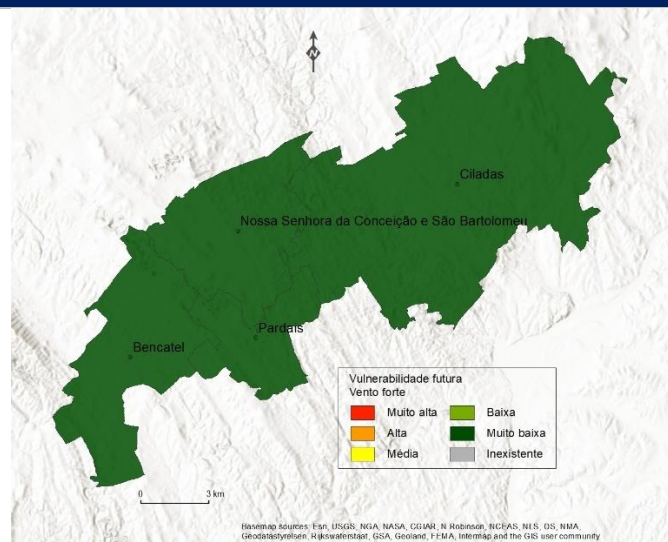 N
Ciladas
Nossa Senhora da Conceição e São Bartolomeu
Pardais
Bencatel
Vulnerabilidade futura
Vento forte
Muito alta
Baixa
Alta
Muito baixa
Média
Inexistente
0 3 km
Basemap sources: Esri, USGS, NGA, NASA, CGIAR, N Robinson, NCEAS, NLS, OS, NMA,
Geodatastyrelsen, Rijkswaterstaat, GSA, Geoland, FEMA, Intermap and the GIS user community